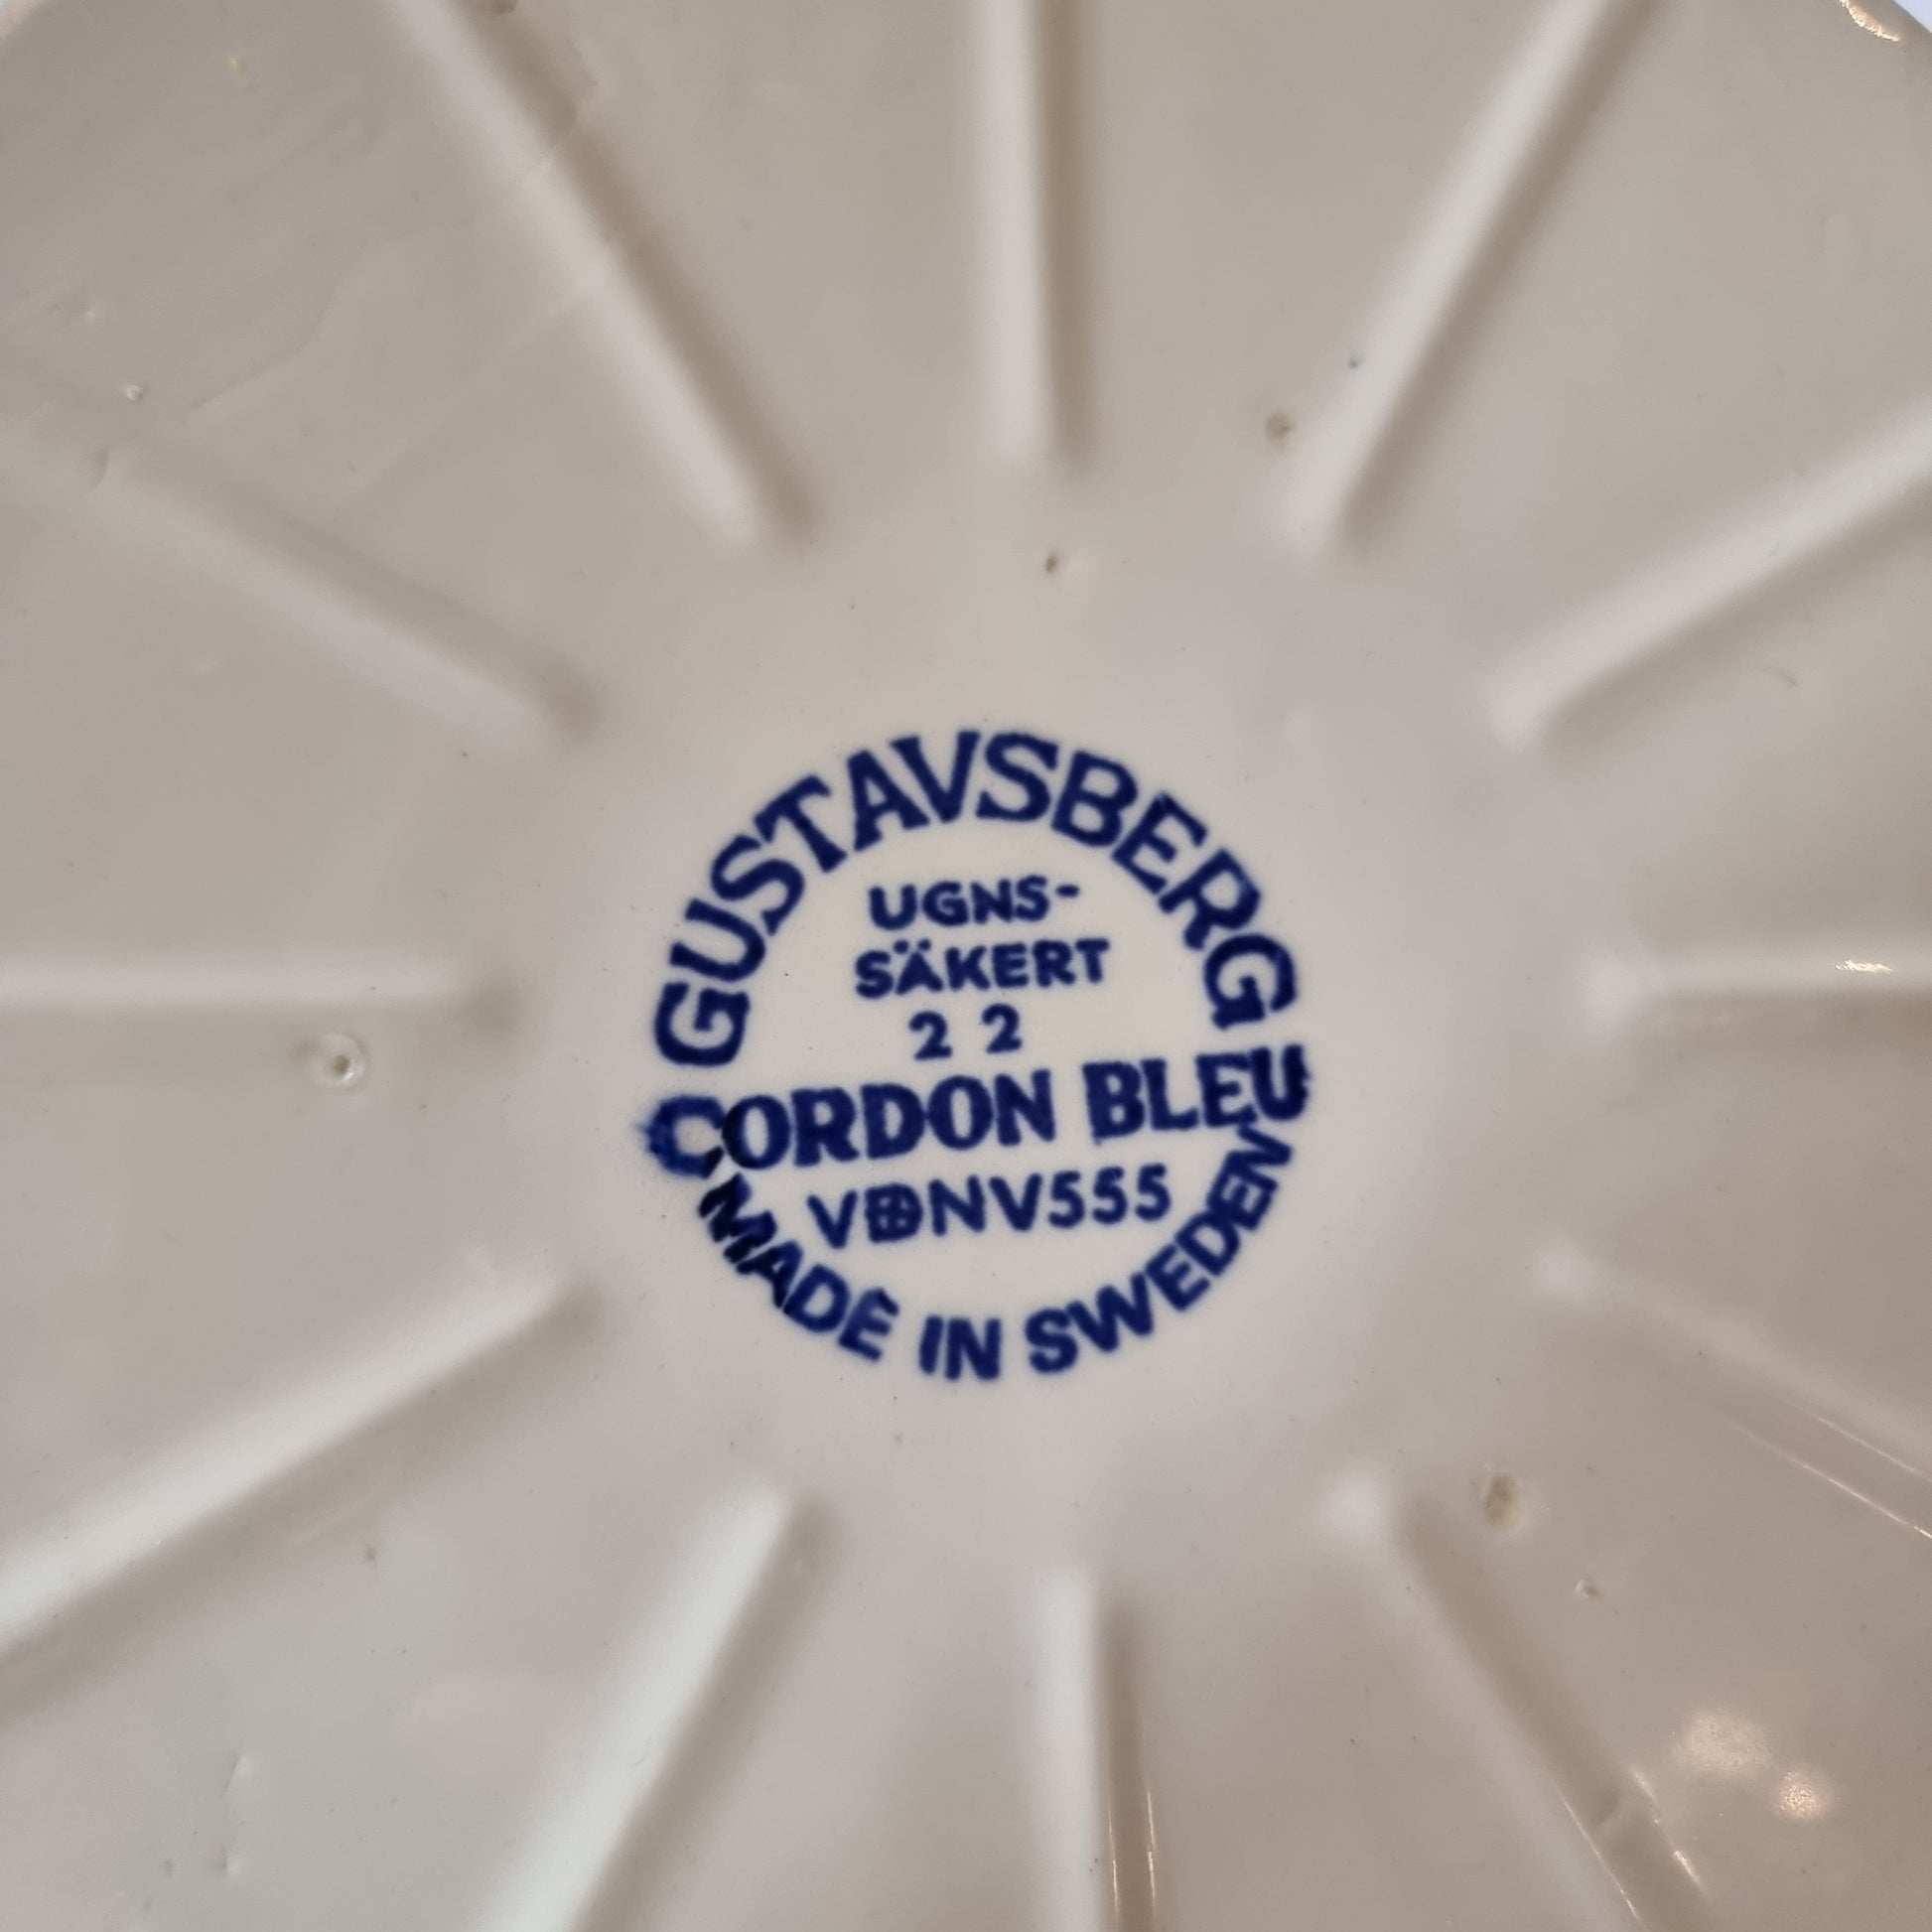 GUSTAVSBERG
UGNS-
SÄKERT
2 2
CORDON BLEU
NV555
MADE IN SWEDEN